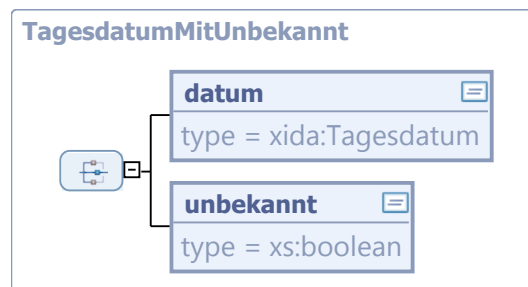 TagesdatumMitUnbekannt
datum
type = xida:Tagesdatum
unbekannt
type = xs:boolean